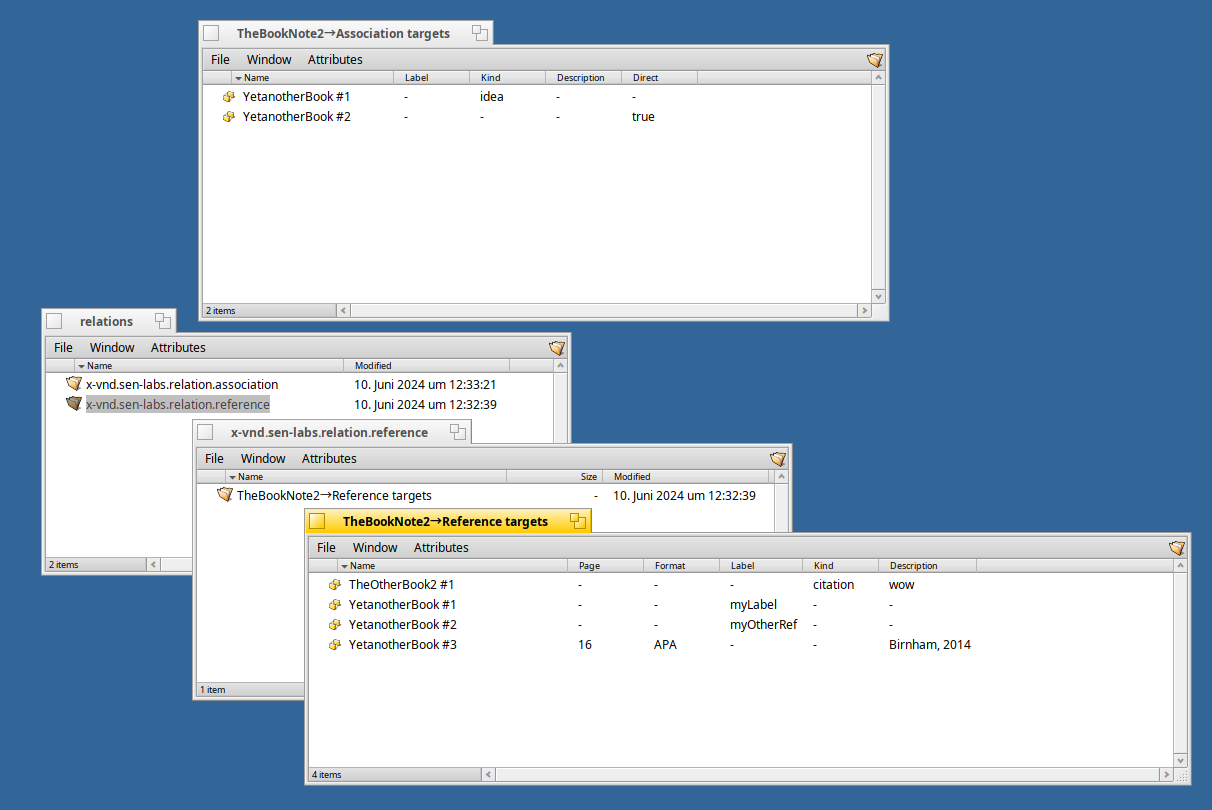 TheBookNote2→Association targets
File Window Attributes
Name Label Kind Description Direct
YetanotherBook #1 - idea - -
YetanotherBook #2 - - - true
2 items
relations
File Window Attributes
Name Modified
x-vnd.sen-labs.relation.association 10. Juni 2024 um 12:33:21
x-vnd.sen-labs.relation.reference 10. Juni 2024 um 12:32:39
2 items
x-vnd.sen-labs.relation.reference
File Window Attributes
Name Size Modified
TheBookNote2→Reference targets - 10. Juni 2024 um 12:32:39
1 item
TheBookNote2→Reference targets
File Window Attributes
Name Page Format Label Kind Description
TheOtherBook2 #1 - - - citation wow
YetanotherBook #1 - - myLabel - -
YetanotherBook #2 - - myOtherRef - -
YetanotherBook #3 16 APA - - Birnham, 2014
4 items